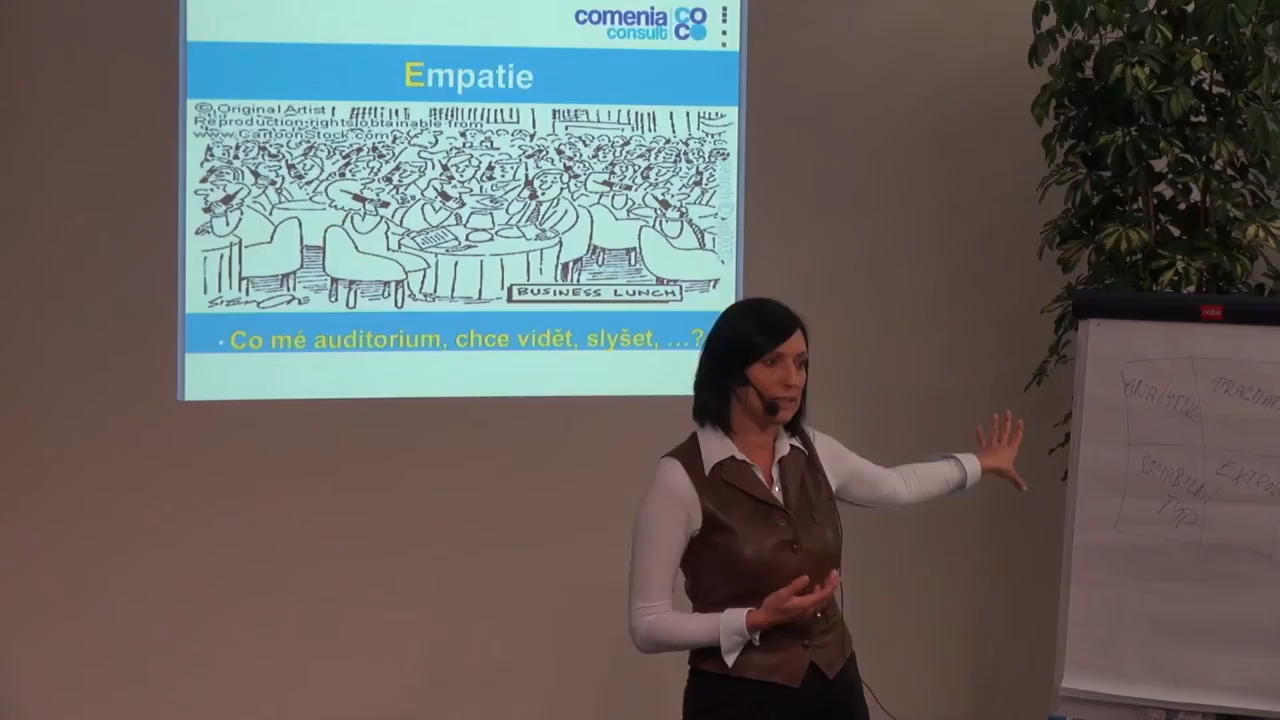 comenia
consult
CO
CO
Empatie
© Original Artist
Reproduction rights obtainable from
www.CartoonStock.com
BUSINESS LUNCH
· Co mé auditorium, chce vidět, slyšet, ...?
nobo
ANALYTIK
SOCIABILNÍ
TYP